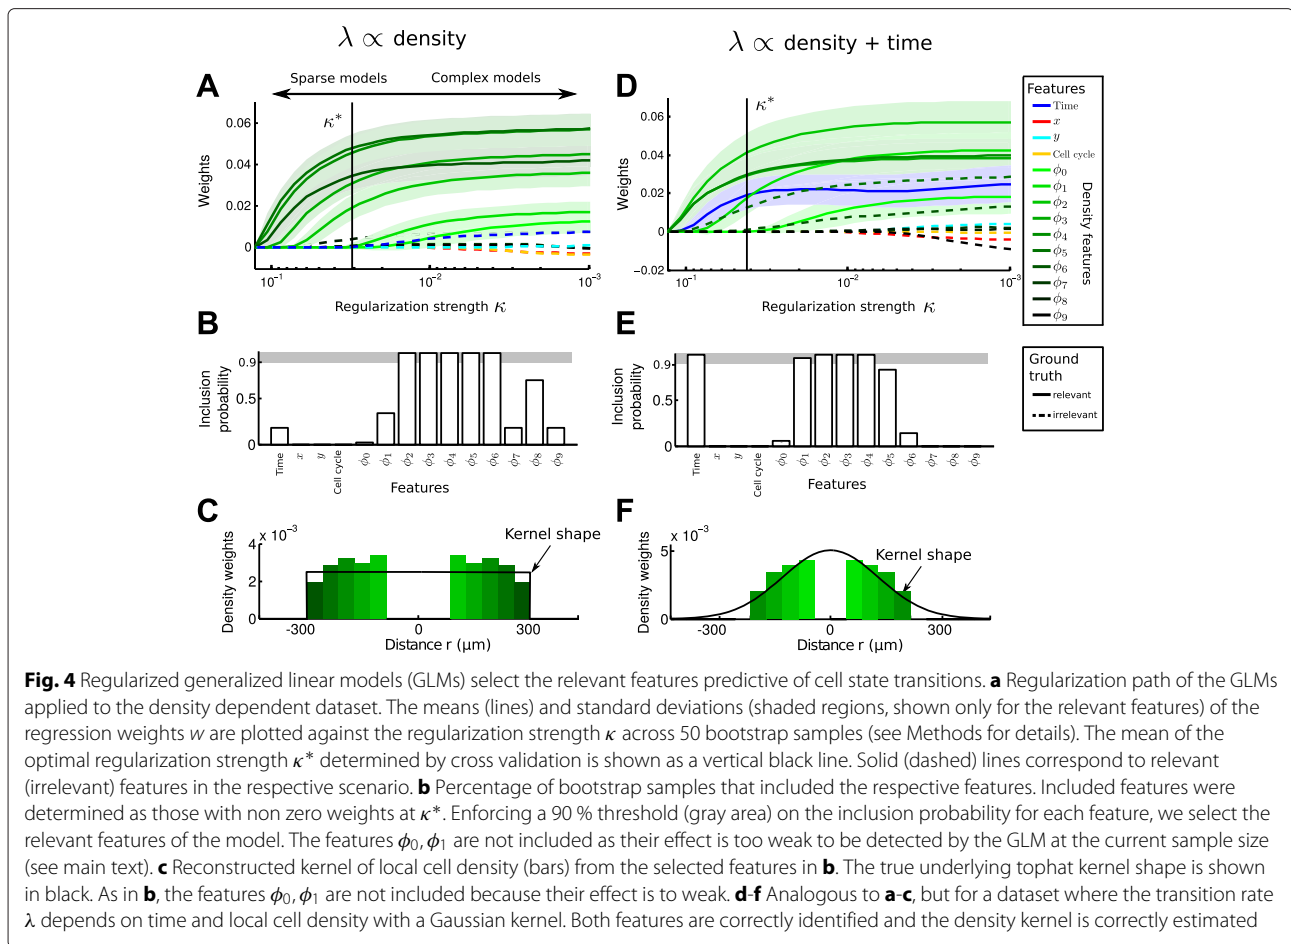 λ ∝ density
λ ∝ density + time
A
Sparse models
Complex models
κ*
0.06
0.04
0.02
0
Weights
10⁻¹
10⁻²
10⁻³
Regularization strength κ
D
κ*
0.06
0.04
0.02
0
−0.02
Weights
10⁻¹
10⁻²
10⁻³
Regularization strength κ
Features
Time
x
y
Cell cycle
ϕ₀
ϕ₁
ϕ₂
ϕ₃
ϕ₄
ϕ₅
ϕ₆
ϕ₇
ϕ₈
ϕ₉
Density features
Ground
truth
relevant
irrelevant
B
Inclusion
probability
0.9
0.5
0
Time
x
y
Cell cycle
ϕ₀
ϕ₁
ϕ₂
ϕ₃
ϕ₄
ϕ₅
ϕ₆
ϕ₇
ϕ₈
ϕ₉
Features
E
Inclusion
probability
0.9
0.5
0
Time
x
y
Cell cycle
ϕ₀
ϕ₁
ϕ₂
ϕ₃
ϕ₄
ϕ₅
ϕ₆
ϕ₇
ϕ₈
ϕ₉
Features
C
x 10⁻³
Kernel shape
Density weights
4
2
0
-300
0
300
Distance r (μm)
F
x 10⁻³
Kernel shape
Density weights
5
0
-300
0
300
Distance r (μm)
Fig. 4 Regularized generalized linear models (GLMs) select the relevant features predictive of cell state transitions. a Regularization path of the GLMs
applied to the density dependent dataset. The means (lines) and standard deviations (shaded regions, shown only for the relevant features) of the
regression weights w are plotted against the regularization strength κ across 50 bootstrap samples (see Methods for details). The mean of the
optimal regularization strength κ* determined by cross validation is shown as a vertical black line. Solid (dashed) lines correspond to relevant
(irrelevant) features in the respective scenario. b Percentage of bootstrap samples that included the respective features. Included features were
determined as those with non zero weights at κ*. Enforcing a 90 % threshold (gray area) on the inclusion probability for each feature, we select the
relevant features of the model. The features ϕ₀, ϕ₁ are not included as their effect is too weak to be detected by the GLM at the current sample size
(see main text). c Reconstructed kernel of local cell density (bars) from the selected features in b. The true underlying tophat kernel shape is shown
in black. As in b, the features ϕ₀, ϕ₁ are not included because their effect is to weak. d-f Analogous to a-c, but for a dataset where the transition rate
λ depends on time and local cell density with a Gaussian kernel. Both features are correctly identified and the density kernel is correctly estimated